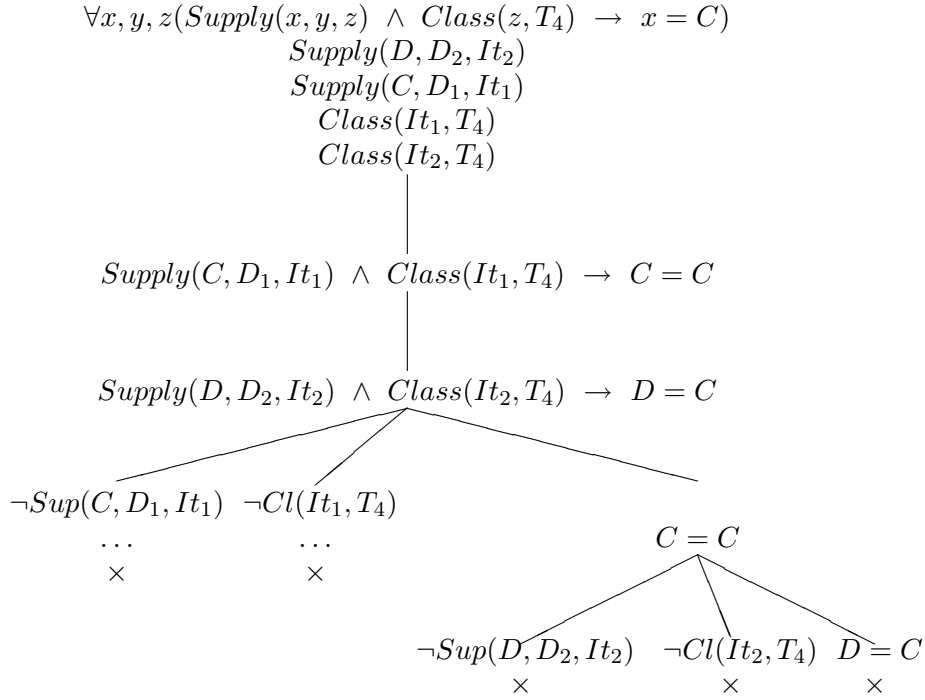 ∀x, y, z(Supply(x, y, z) ∧ Class(z, T₄) → x = C)
Supply(D, D₂, It₂)
Supply(C, D₁, It₁)
Class(It₁, T₄)
Class(It₂, T₄)
Supply(C, D₁, It₁) ∧ Class(It₁, T₄) → C = C
Supply(D, D₂, It₂) ∧ Class(It₂, T₄) → D = C
¬Sup(C, D₁, It₁) ¬Cl(It₁, T₄)
... ...
C = C
× ×
¬Sup(D, D₂, It₂) ¬Cl(It₂, T₄) D = C
× × ×